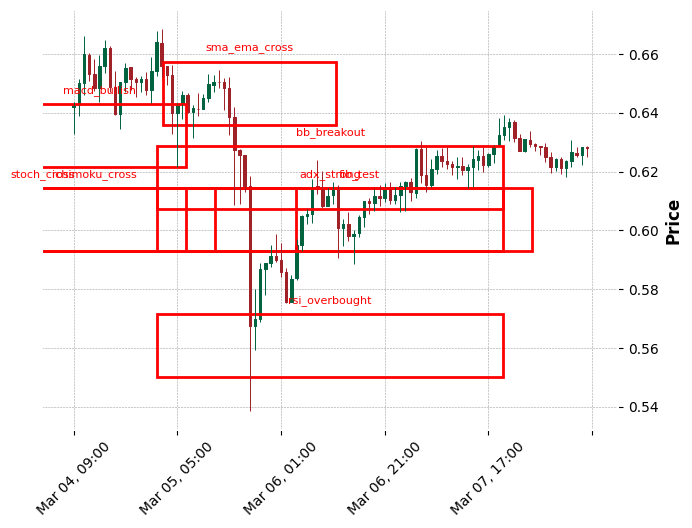 sma_ema_cross
0.66
macd_bullish
0.64
bb_breakout
stoch_cross
ichimoku_cross
adx_strong
fib_test
0.62
Price
0.60
rsi_overbought
0.58
0.56
0.54
Mar 04, 09:00
Mar 05, 05:00
Mar 06, 01:00
Mar 06, 21:00
Mar 07, 17:00